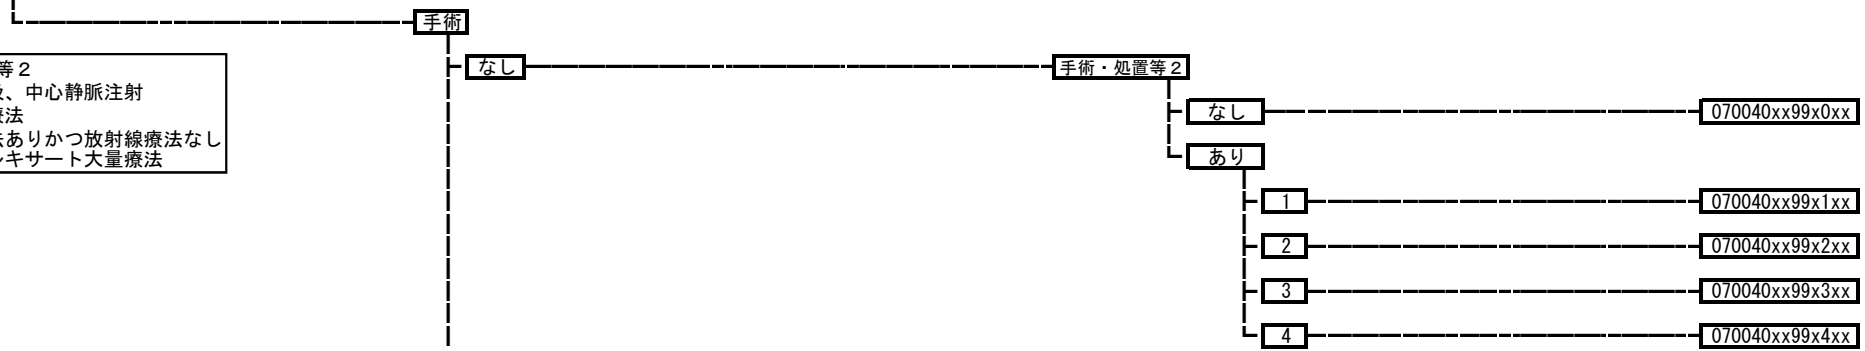 手術
等２
なし
手術・処置等２
及、中心静脈注射
なし
070040xx99x0xx
療法
法ありかつ放射線療法なし
レキサート大量療法
あり
1
070040xx99x1xx
2
070040xx99x2xx
3
070040xx99x3xx
4
070040xx99x4xx